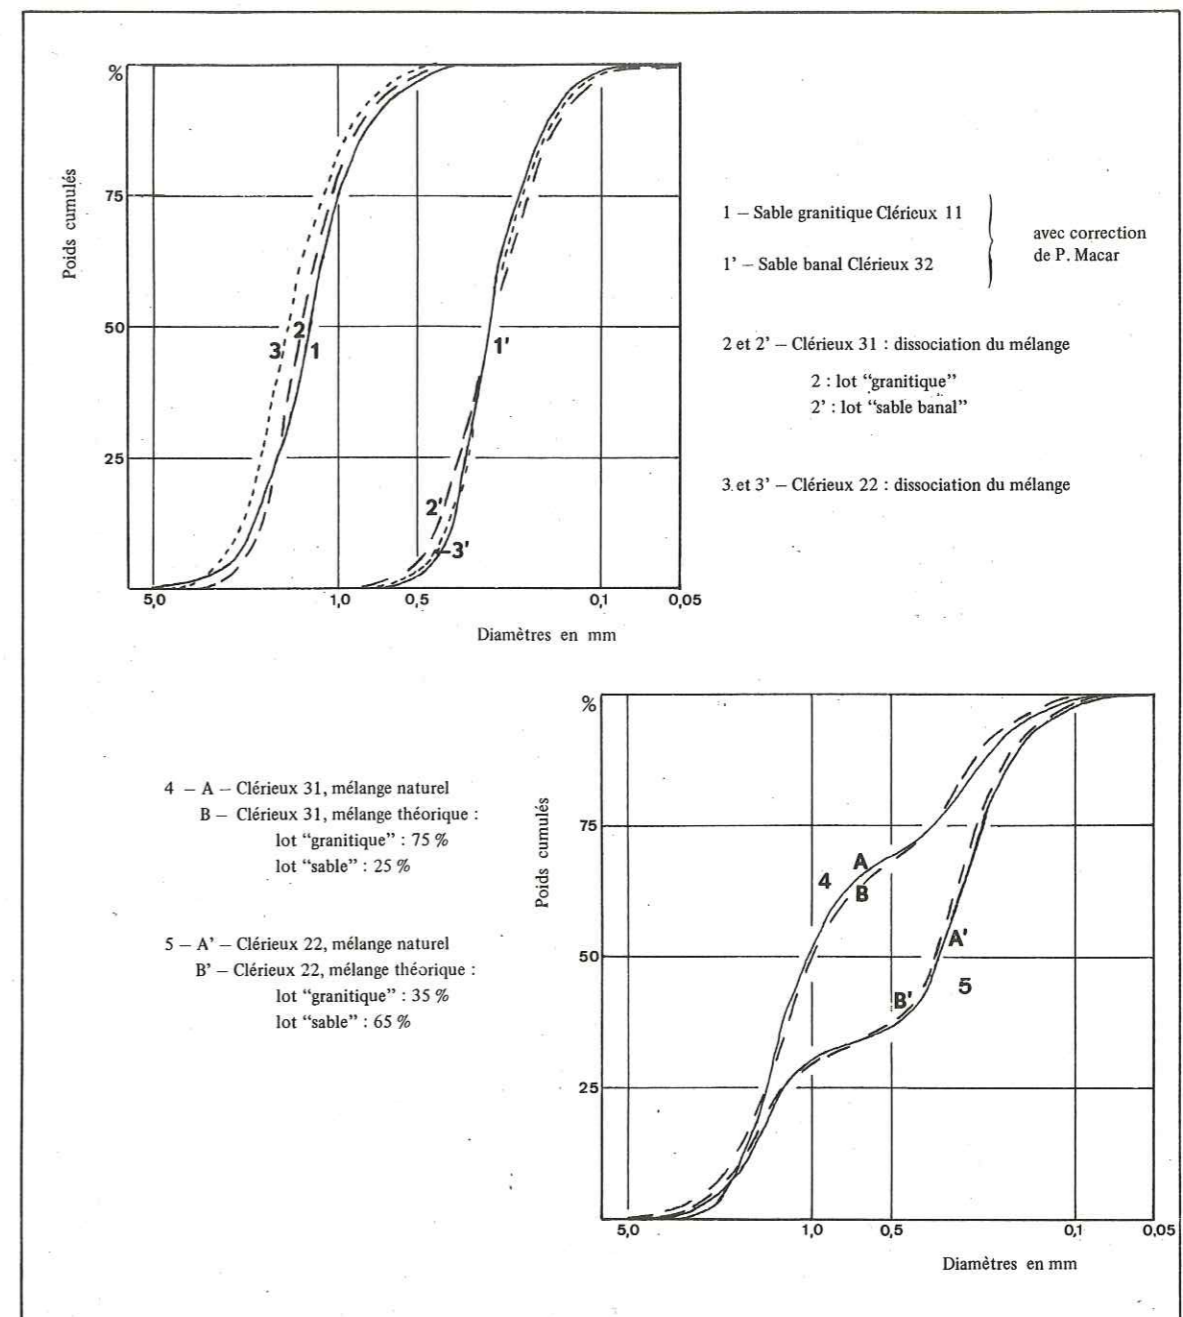 %
Poids cumulés
75
50
25
3
2
1
1'
2'
3'
5,0 1,0 0,5 0,1 0,05
Diamètres en mm
1 – Sable granitique Clérieux 11
1' – Sable banal Clérieux 32
avec correction
de P. Macar
2 et 2' – Clérieux 31 : dissociation du mélange
2 : lot “granitique”
2' : lot “sable banal”
3 et 3' – Clérieux 22 : dissociation du mélange
4 – A – Clérieux 31, mélange naturel
B – Clérieux 31, mélange théorique :
lot “granitique” : 75 %
lot “sable” : 25 %
5 – A' – Clérieux 22, mélange naturel
B' – Clérieux 22, mélange théorique :
lot “granitique” : 35 %
lot “sable” : 65 %
%
Poids cumulés
75
50
25
4
A
B
A'
5
B'
5,0 1,0 0,5 0,1 0,05
Diamètres en mm